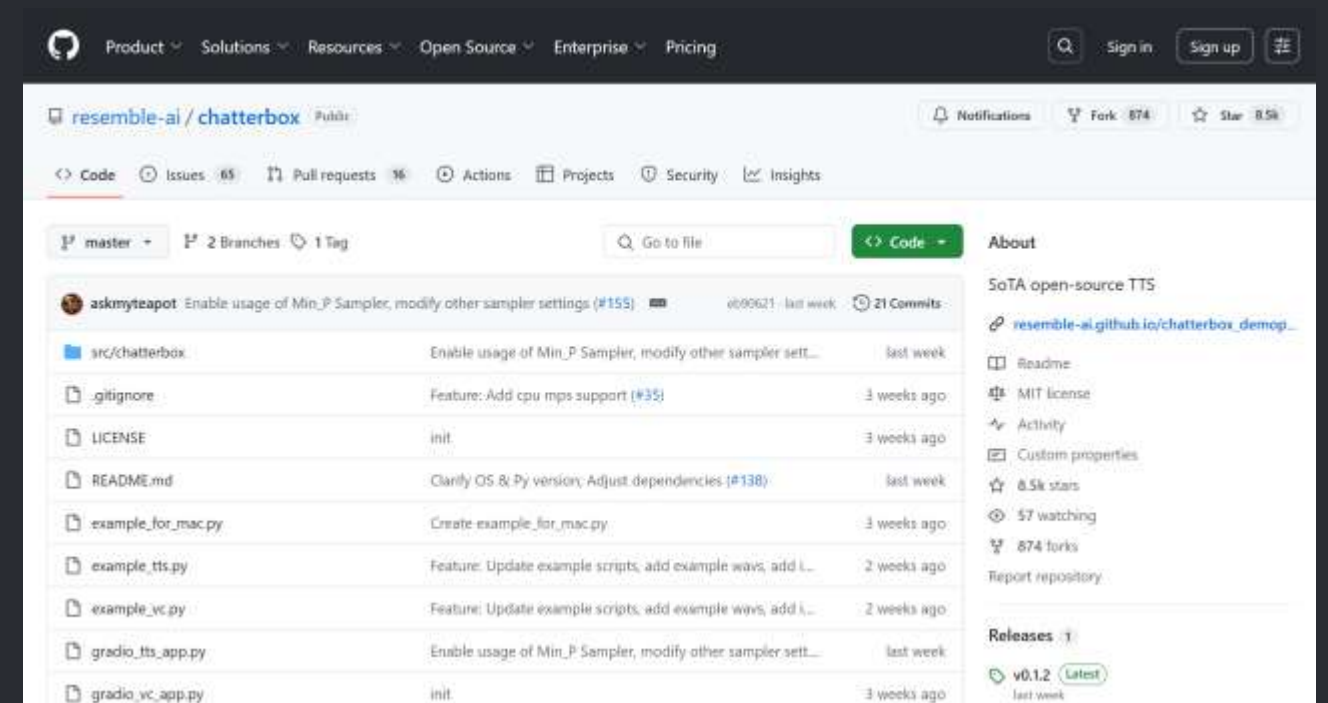 Product Solutions Resources Open Source Enterprise Pricing Sign in Sign up
resemble-ai / chatterbox Public Notifications Fork 874 Star 8.5k
Code Issues 65 Pull requests 16 Actions Projects Security Insights
master 2 Branches 1 Tag Go to file Code
askmyteapot Enable usage of Min_P Sampler, modify other sampler settings (#155) eb90621 · last week 21 Commits
src/chatterbox Enable usage of Min_P Sampler, modify other sampler sett... last week
.gitignore Feature: Add cpu mps support (#35) 3 weeks ago
LICENSE init 3 weeks ago
README.md Clarify OS & Py version; Adjust dependencies (#138) last week
example_for_mac.py Create example_for_mac.py 3 weeks ago
example_tts.py Feature: Update example scripts, add example wavs, add i... 2 weeks ago
example_vc.py Feature: Update example scripts, add example wavs, add i... 2 weeks ago
gradio_tts_app.py Enable usage of Min_P Sampler, modify other sampler sett... last week
gradio_vc_app.py init 3 weeks ago
About
SoTA open-source TTS
resemble-ai.github.io/chatterbox_demop...
Readme
MIT license
Activity
Custom properties
8.5k stars
57 watching
874 forks
Report repository
Releases 1
v0.1.2 Latest
last week